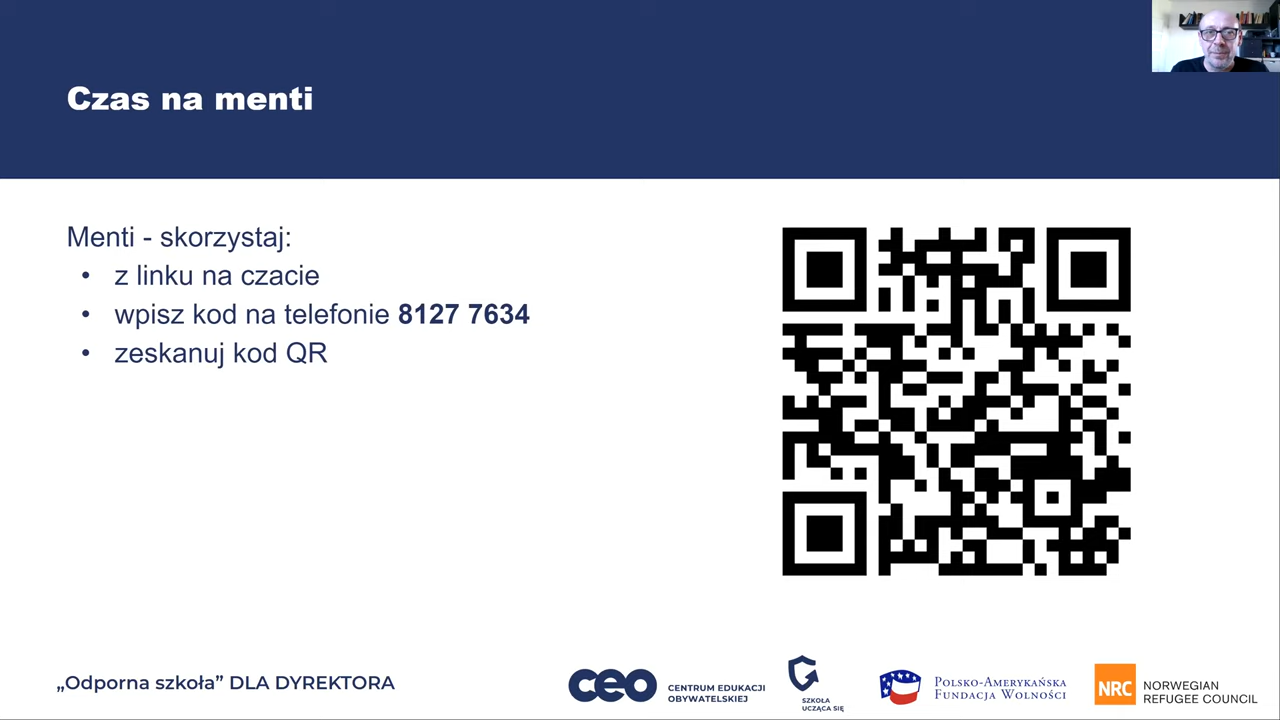 Czas na menti
Menti - skorzystaj:
• z linku na czacie
• wpisz kod na telefonie 8127 7634
• zeskanuj kod QR
„Odporna szkoła” DLA DYREKTORA
ceo
CENTRUM EDUKACJI
OBYWATELSKIEJ
SZKOŁA
UCZĄCA SIĘ
POLSKO-AMERYKAŃSKA
FUNDACJA WOLNOŚCI
NRC
NORWEGIAN
REFUGEE COUNCIL